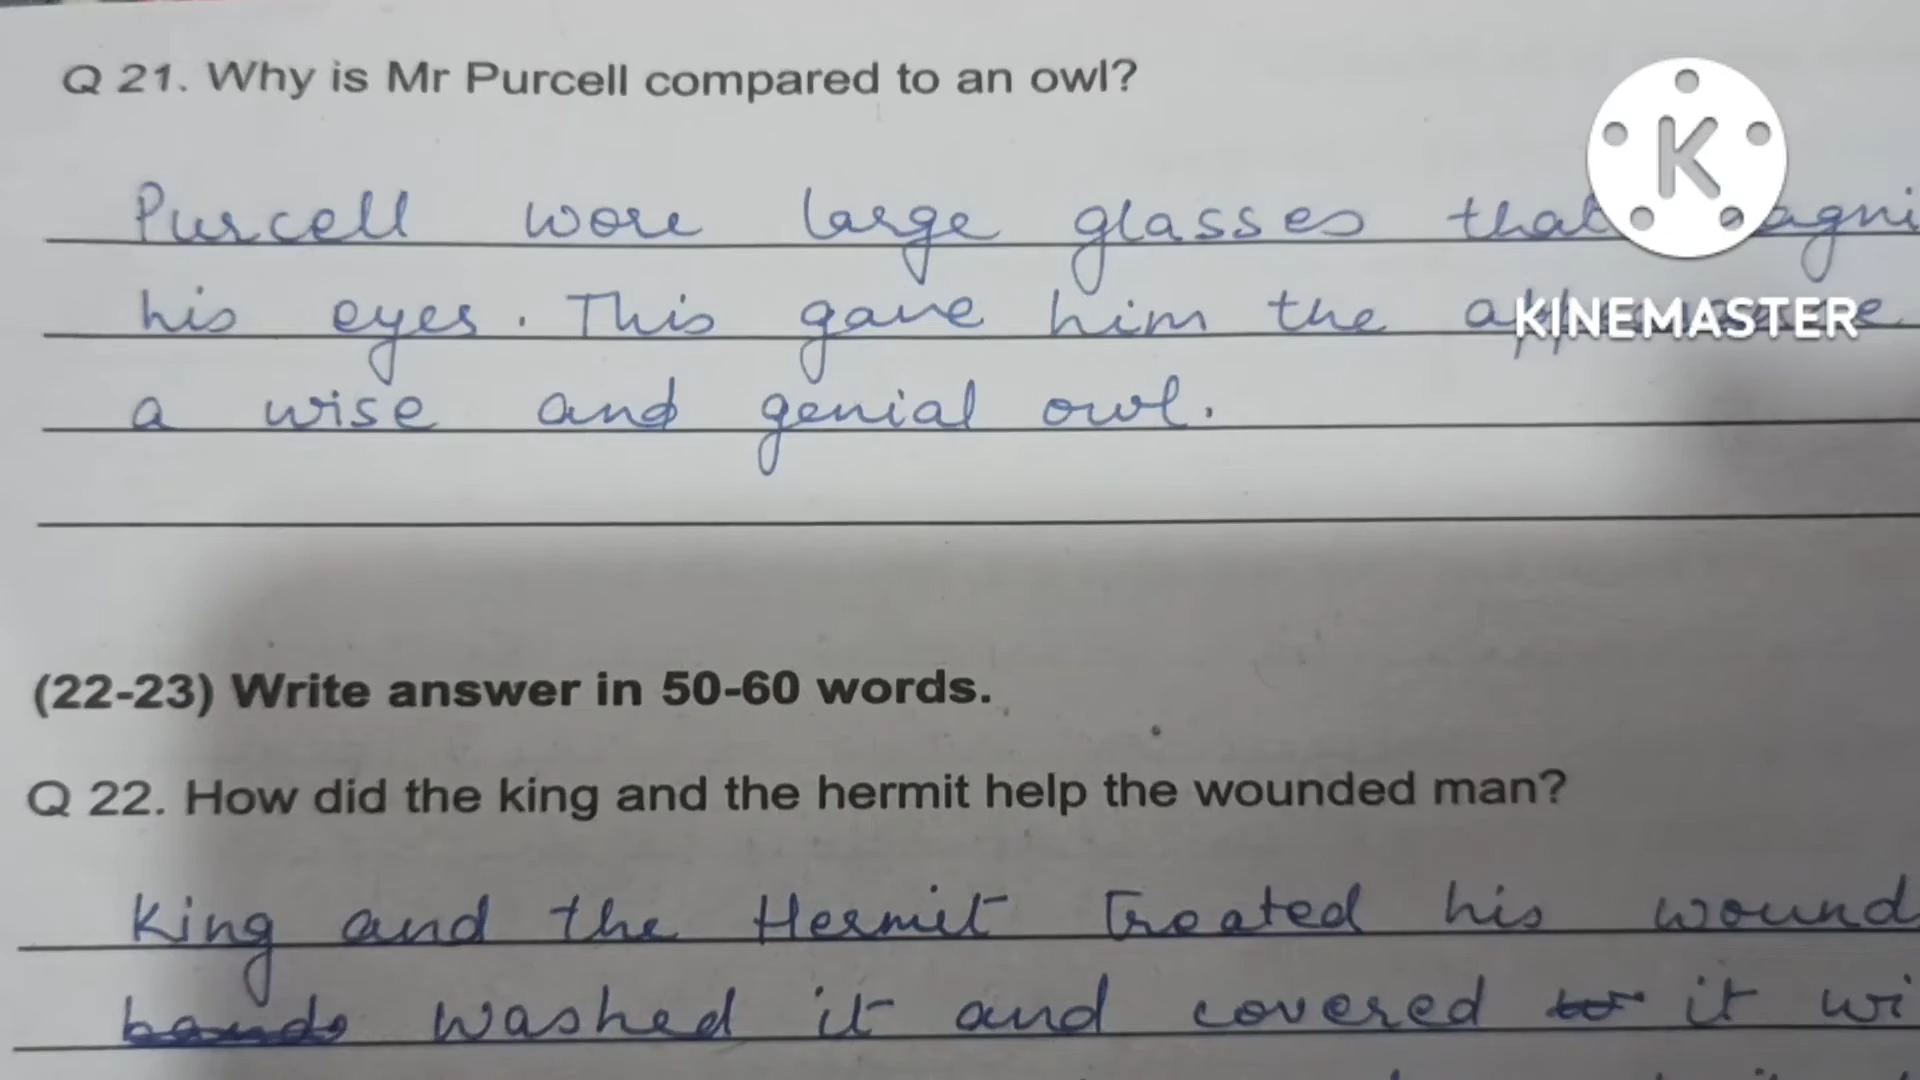 Q 21. Why is Mr Purcell compared to an owl?
K
Purcell wore large glasses that
his eyes. This gave him the
KINEMASTER
a wise and genial owl.
(22-23) Write answer in 50-60 words.
Q 22. How did the king and the hermit help the wounded man?
King and the Hermit Treated his wound
washed it and covered it wi